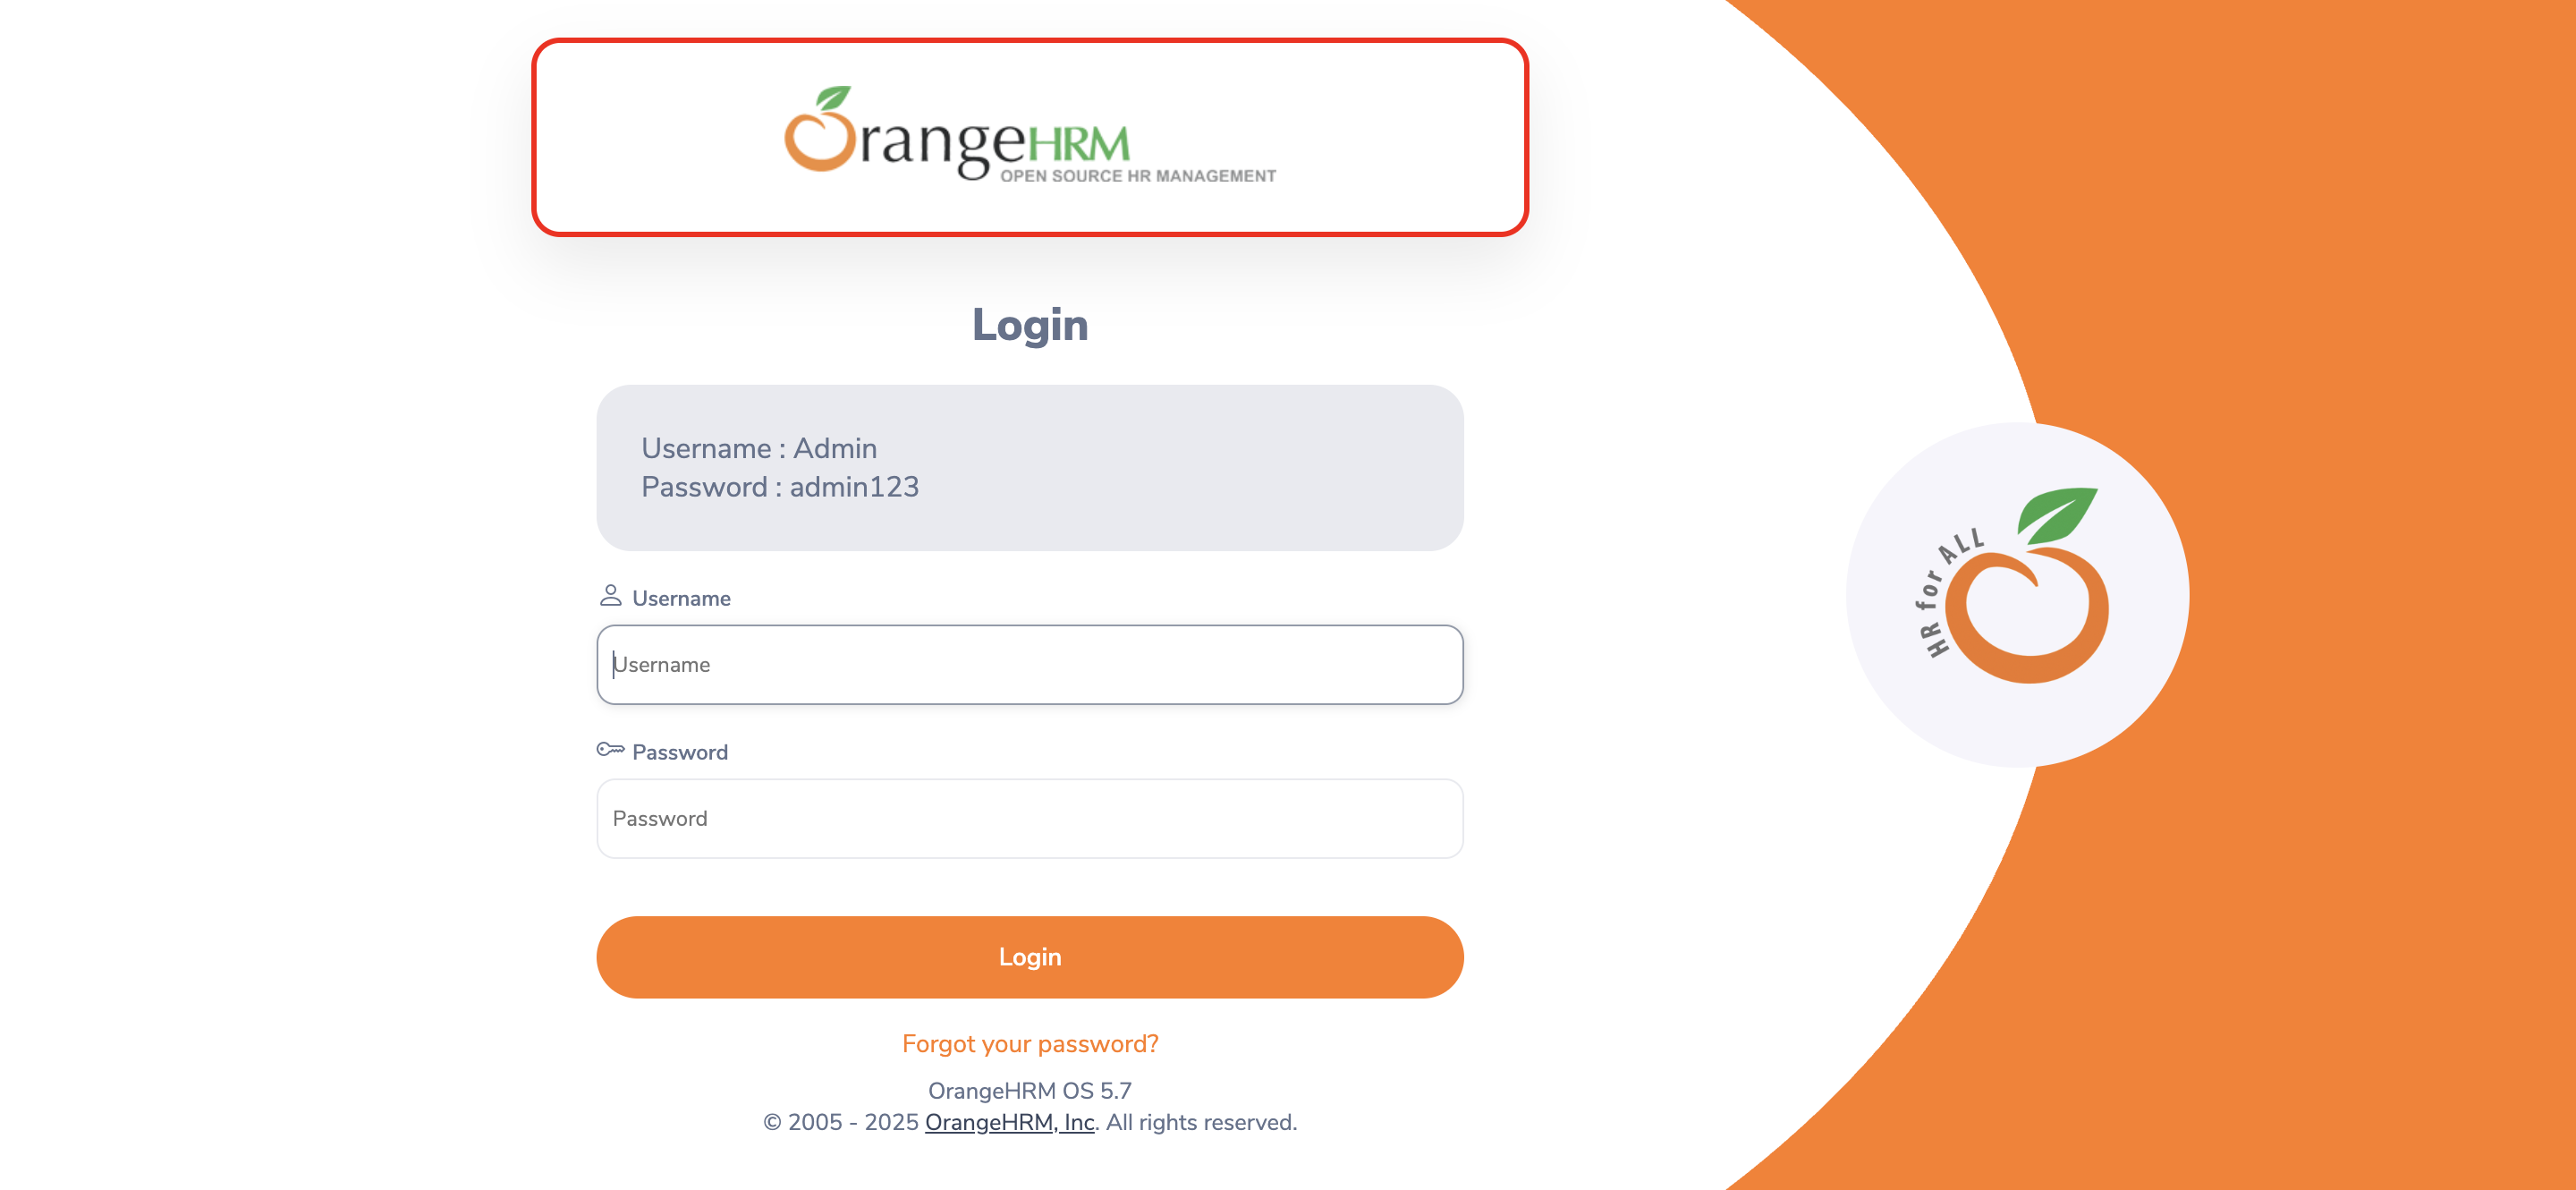 OrangeHRM
OPEN SOURCE HR MANAGEMENT
Login
Username : Admin
Password : admin123
Username
Username
Password
Password
Login
Forgot your password?
OrangeHRM OS 5.7
© 2005 - 2025 OrangeHRM, Inc. All rights reserved.
HR for ALL